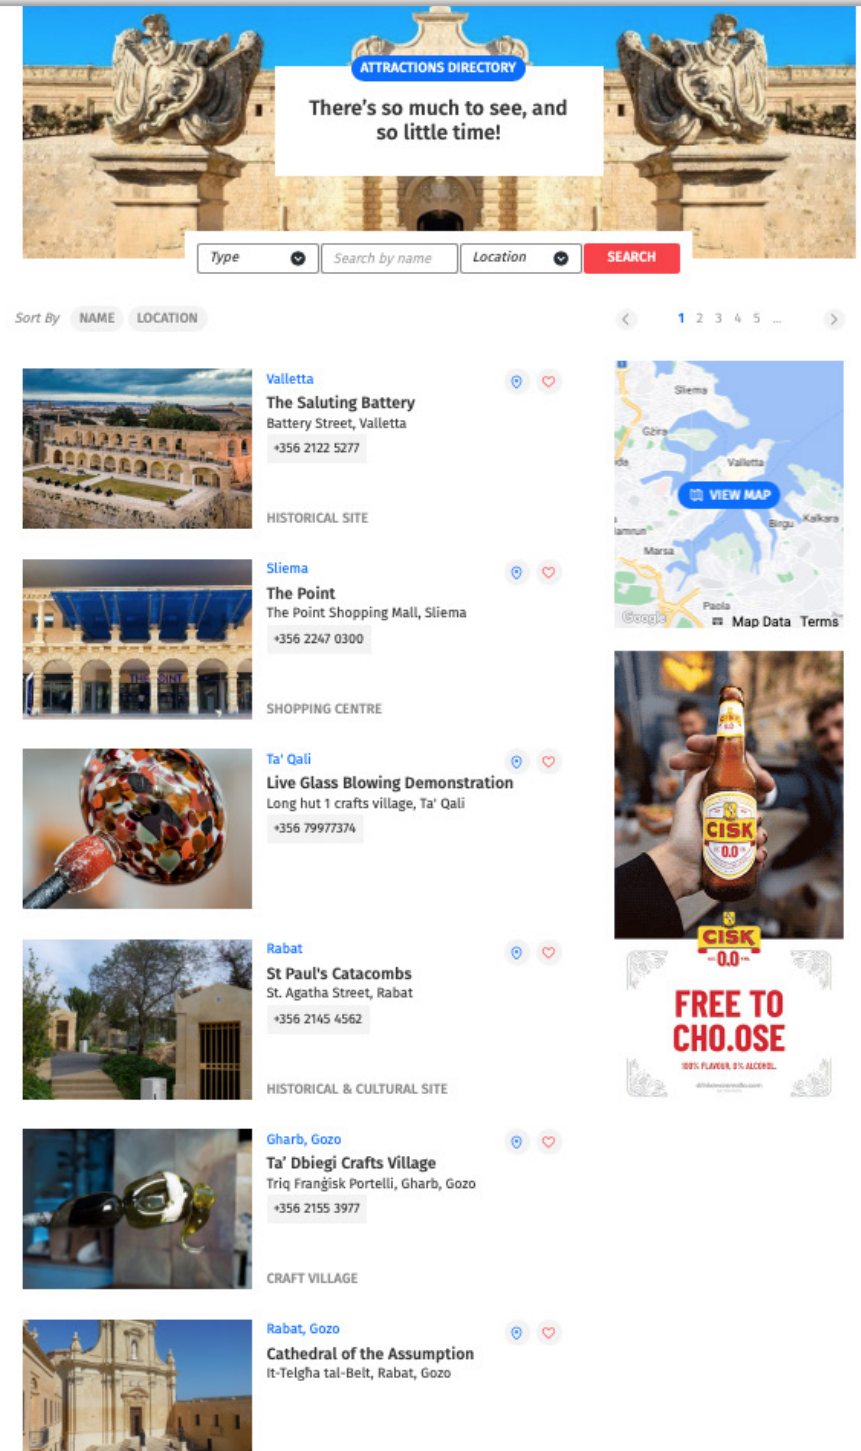 ATTRACTIONS DIRECTORY
There's so much to see, and
so little time!
Type
Search by name
Location
SEARCH
Sort By
NAME
LOCATION
1 2 3 4 5 ...
Valletta
The Saluting Battery
Battery Street, Valletta
+356 2122 5277
HISTORICAL SITE
Sliema
The Point
The Point Shopping Mall, Sliema
+356 2247 0300
SHOPPING CENTRE
THE POINT
Ta' Qali
Live Glass Blowing Demonstration
Long hut 1 crafts village, Ta' Qali
+356 79977374
Rabat
St Paul's Catacombs
St. Agatha Street, Rabat
+356 2145 4562
HISTORICAL & CULTURAL SITE
Gharb, Gozo
Ta' Dbiegi Crafts Village
Triq Franġisk Portelli, Gharb, Gozo
+356 2155 3977
CRAFT VILLAGE
Rabat, Gozo
Cathedral of the Assumption
It-Telgħa tal-Belt, Rabat, Gozo
Sliema
Gżira
Valletta
VIEW MAP
Birgu
Kalkara
Marsa
Paola
Google
Map Data
Terms
CISK
0.0
CISK
0.0
CISK
0.0
FREE TO
CHO.OSE
100% FLAVOUR, 0% ALCOHOL.